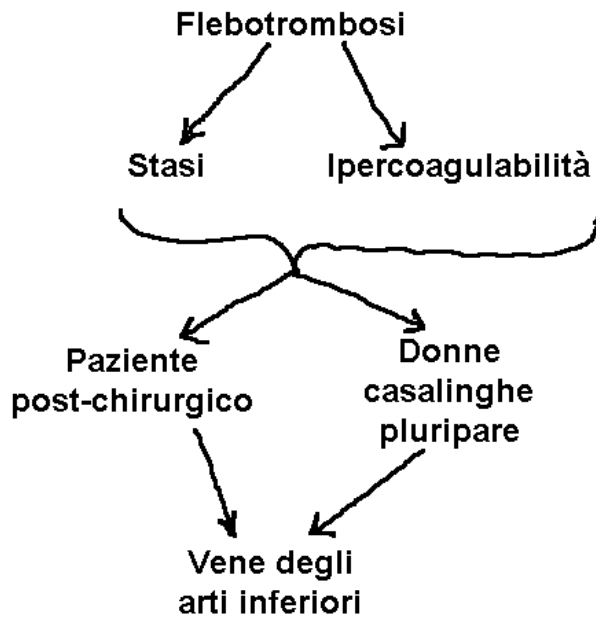 Flebotrombosi
Stasi
Ipercoagulabilità
Paziente
post-chirurgico
Donne
casalinghe
pluripare
Vene degli
arti inferiori